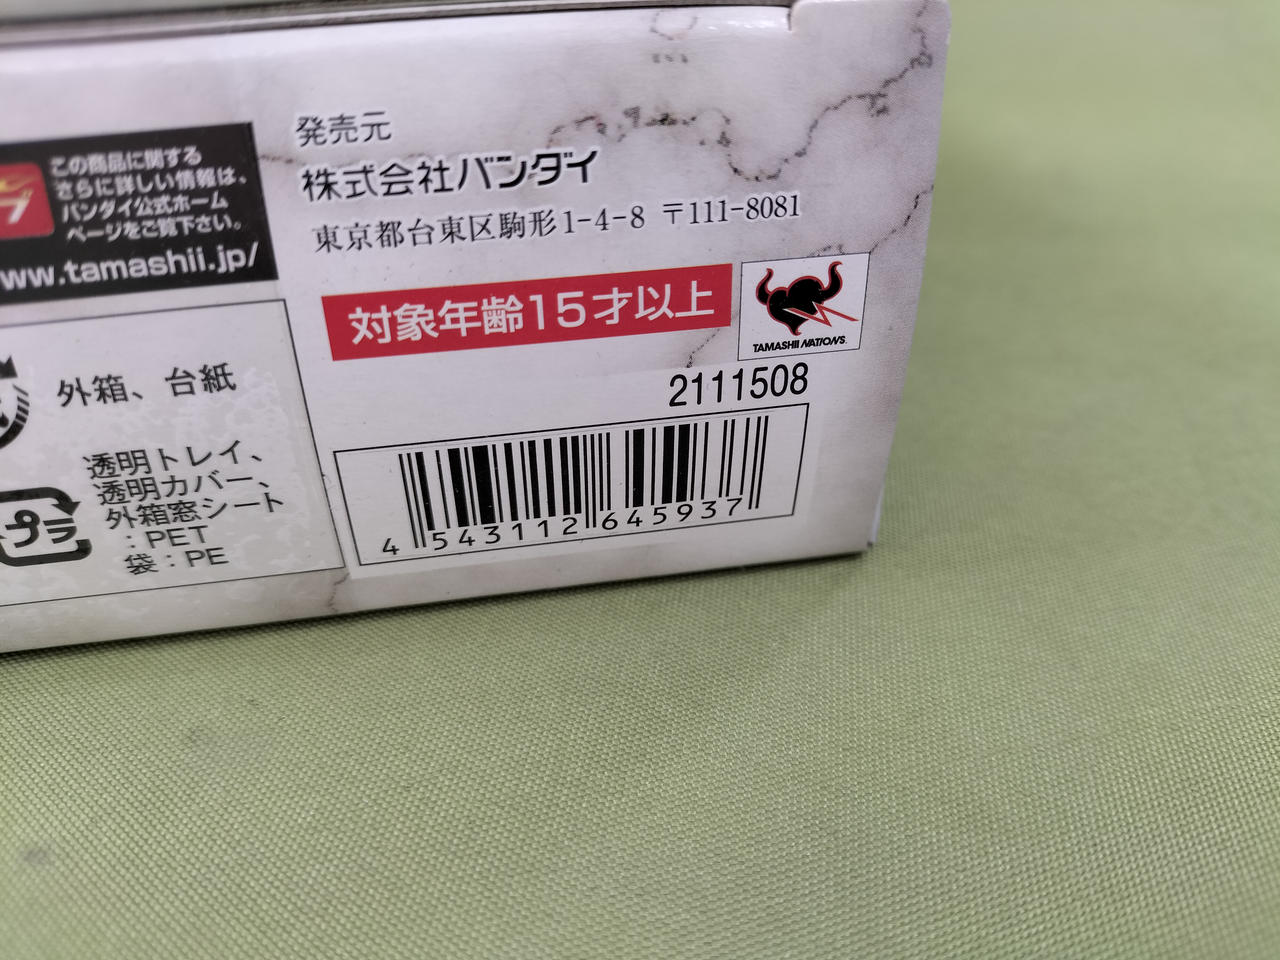 この商品に関する
さらに詳しい情報は、
バンダイ公式ホーム
ページをご覧下さい。
ww.tamashii.jp/
外箱、台紙
プラ
透明トレイ、
透明カバー、
外箱窓シート
:PET
袋:PE
発売元
株式会社バンダイ
東京都台東区駒形1-4-8 〒111-8081
対象年齢15才以上
TAMASHII NATIONS
2111508
4 543112 645937